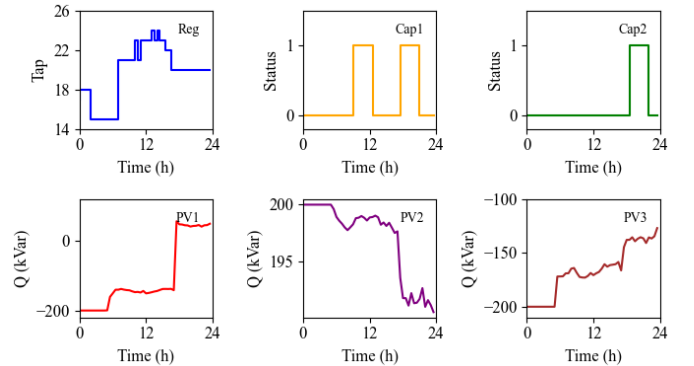 26
22
18
14
Tap
Reg
0
12
24
Time (h)
1
0
Status
Cap1
0
12
24
Time (h)
1
0
Status
Cap2
0
12
24
Time (h)
0
−200
Q (kVar)
PV1
0
12
24
Time (h)
200
195
Q (kVar)
PV2
0
12
24
Time (h)
−100
−150
−200
Q (kVar)
PV3
0
12
24
Time (h)